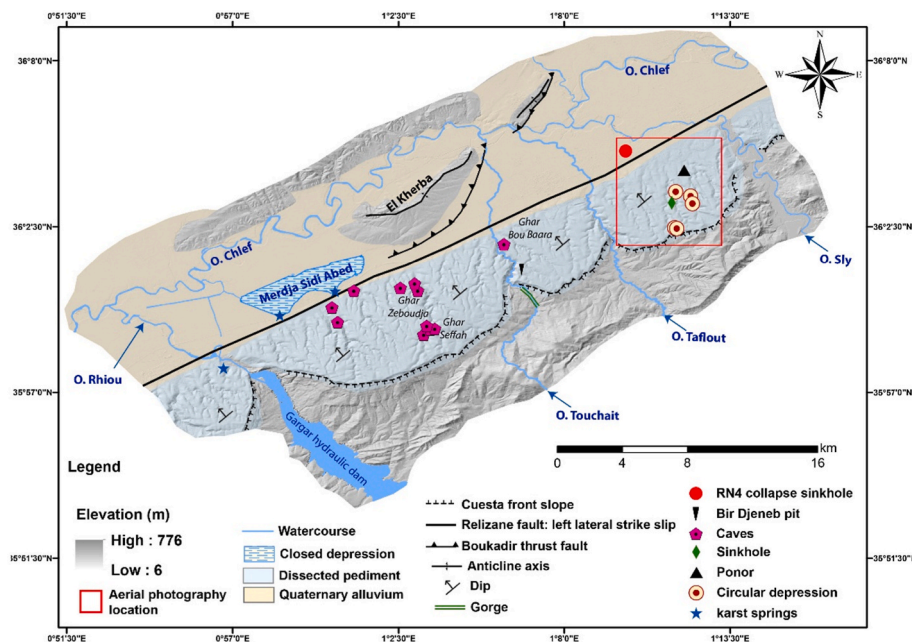 0°51'30"E 0°57'0"E 1°2'30"E 1°8'0"E 1°13'30"E
36°8'0"N 36°8'0"N
N
W E
S
O. Chlef
O. Chlef
El Kherba
Ghar
Bou Baara
36°2'30"N 36°2'30"N
O. Chlef
Merdja Sidi Abed
O. Sly
Ghar
Zeboudja
Ghar
Seffah
O. Taflout
O. Rhiou
35°57'0"N 35°57'0"N
O. Touchait
Gargar hydraulic dam
km
0 4 8 16
Legend
Elevation (m)
High : 776
Low : 6
Aerial photography
location
Watercourse
Closed depression
Dissected pediment
Quaternary alluvium
Cuesta front slope
Relizane fault: left lateral strike slip
Boukadir thrust fault
Anticline axis
Dip
Gorge
RN4 collapse sinkhole
Bir Djeneb pit
Caves
Sinkhole
Ponor
Circular depression
karst springs
35°51'30"N 35°51'30"N
0°51'30"E 0°57'0"E 1°2'30"E 1°8'0"E 1°13'30"E